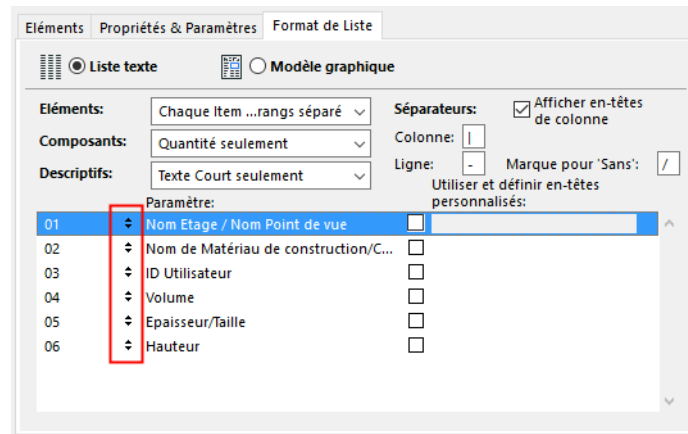 Eléments Propriétés & Paramètres Format de Liste
Liste texte Modèle graphique
Eléments: Chaque Item ...rangs séparé Séparateurs: Afficher en-têtes
de colonne
Composants: Quantité seulement Colonne: |
Descriptifs: Texte Court seulement Ligne: - Marque pour 'Sans': /
Utiliser et définir en-têtes
Paramètre: personnalisés:
01 Nom Etage / Nom Point de vue
02 Nom de Matériau de construction/C...
03 ID Utilisateur
04 Volume
05 Epaisseur/Taille
06 Hauteur